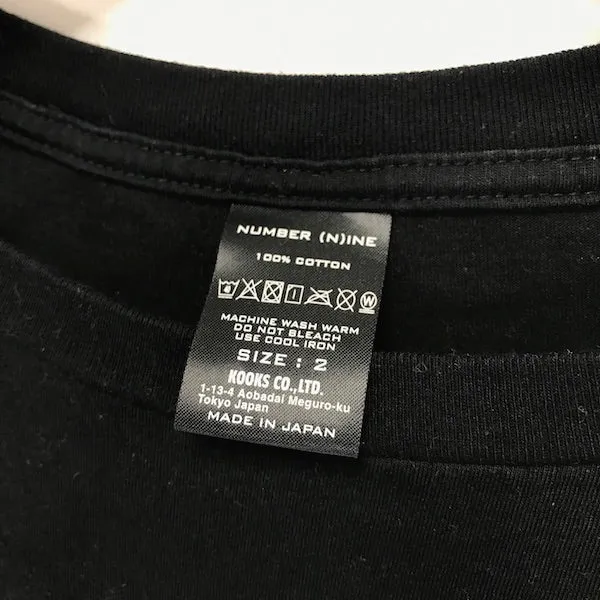 NUMBER (N)INE
100% COTTON
W
MACHINE WASH WARM
DO NOT BLEACH
USE COOL IRON
SIZE : 2
KOOKS CO.,LTD.
1-13-4 Aobadai Meguro-ku
Tokyo Japan
MADE IN JAPAN